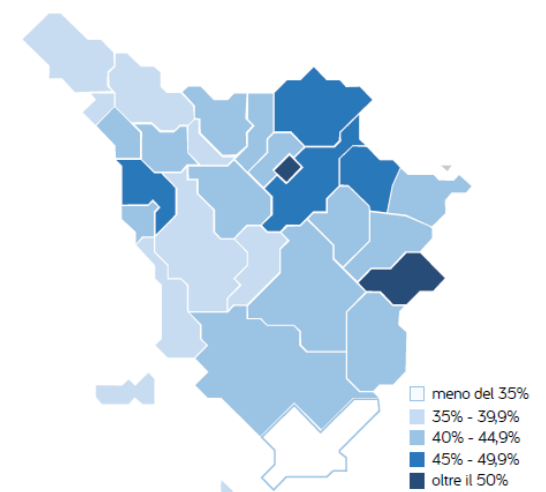 meno del 35%
35% - 39,9%
40% - 44,9%
45% - 49,9%
oltre il 50%